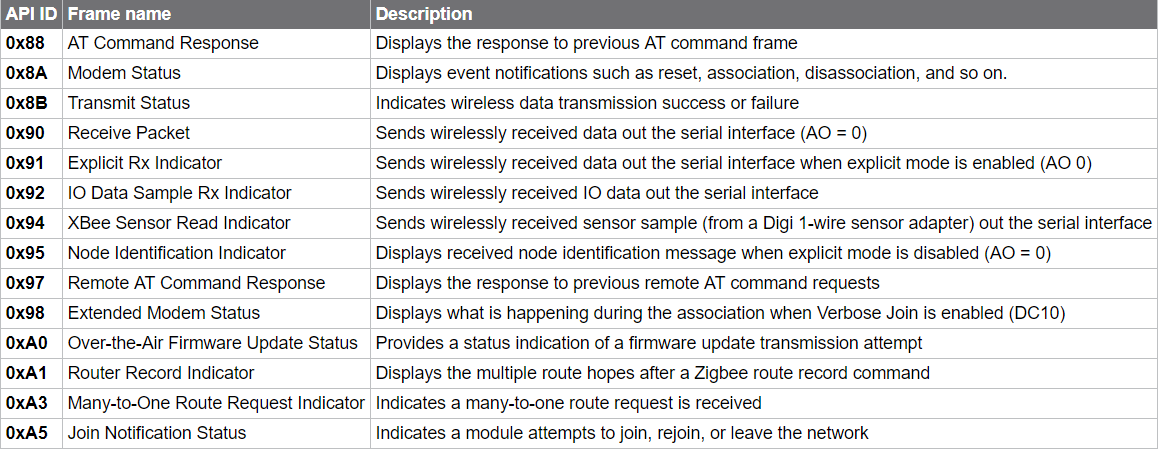 API ID Frame name Description
0x88 AT Command Response Displays the response to previous AT command frame
0x8A Modem Status Displays event notifications such as reset, association, disassociation, and so on.
0x8B Transmit Status Indicates wireless data transmission success or failure
0x90 Receive Packet Sends wirelessly received data out the serial interface (AO = 0)
0x91 Explicit Rx Indicator Sends wirelessly received data out the serial interface when explicit mode is enabled (AO 0)
0x92 IO Data Sample Rx Indicator Sends wirelessly received IO data out the serial interface
0x94 XBee Sensor Read Indicator Sends wirelessly received sensor sample (from a Digi 1-wire sensor adapter) out the serial interface
0x95 Node Identification Indicator Displays received node identification message when explicit mode is disabled (AO = 0)
0x97 Remote AT Command Response Displays the response to previous remote AT command requests
0x98 Extended Modem Status Displays what is happening during the association when Verbose Join is enabled (DC10)
0xA0 Over-the-Air Firmware Update Status Provides a status indication of a firmware update transmission attempt
0xA1 Router Record Indicator Displays the multiple route hopes after a Zigbee route record command
0xA3 Many-to-One Route Request Indicator Indicates a many-to-one route request is received
0xA5 Join Notification Status Indicates a module attempts to join, rejoin, or leave the network